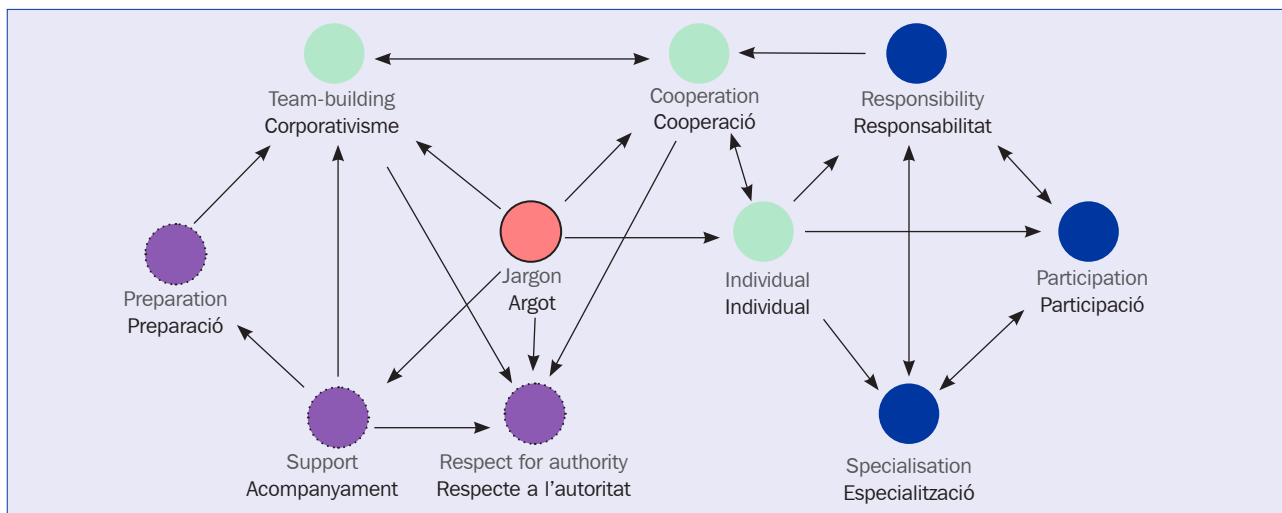 Team-building
Corporativisme
Cooperation
Cooperació
Responsibility
Responsabilitat
Preparation
Preparació
Jargon
Argot
Individual
Individual
Participation
Participació
Support
Acompanyament
Respect for authority
Respecte a l’autoritat
Specialisation
Especialització